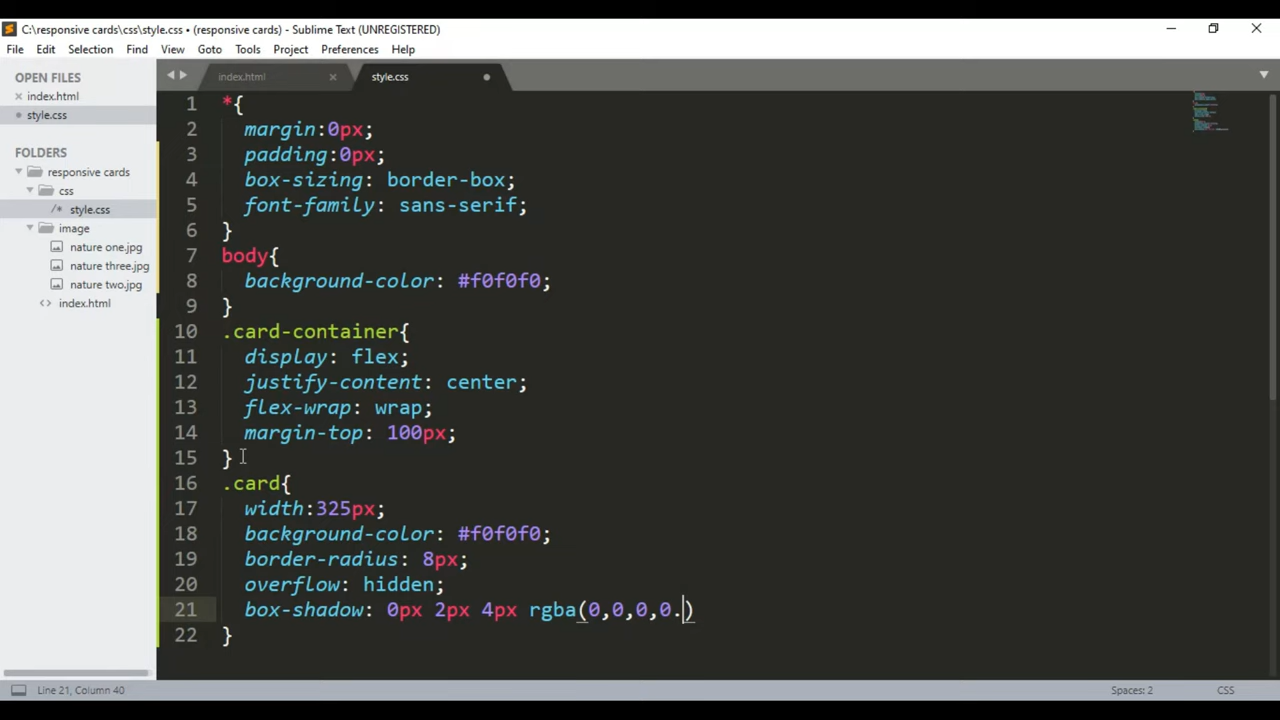 C:\responsive cards\css\style.css • (responsive cards) - Sublime Text (UNREGISTERED)
File Edit Selection Find View Goto Tools Project Preferences Help
OPEN FILES
index.html
style.css
FOLDERS
responsive cards
css
/* style.css
image
nature one.jpg
nature three.jpg
nature two.jpg
<> index.html
index.html style.css
1 *{
2 margin:0px;
3 padding:0px;
4 box-sizing: border-box;
5 font-family: sans-serif;
6 }
7 body{
8 background-color: #f0f0f0;
9 }
10 .card-container{
11 display: flex;
12 justify-content: center;
13 flex-wrap: wrap;
14 margin-top: 100px;
15 }
16 .card{
17 width:325px;
18 background-color: #f0f0f0;
19 border-radius: 8px;
20 overflow: hidden;
21 box-shadow: 0px 2px 4px rgba(0,0,0,0.)
22 }
Line 21, Column 40 Spaces: 2 CSS